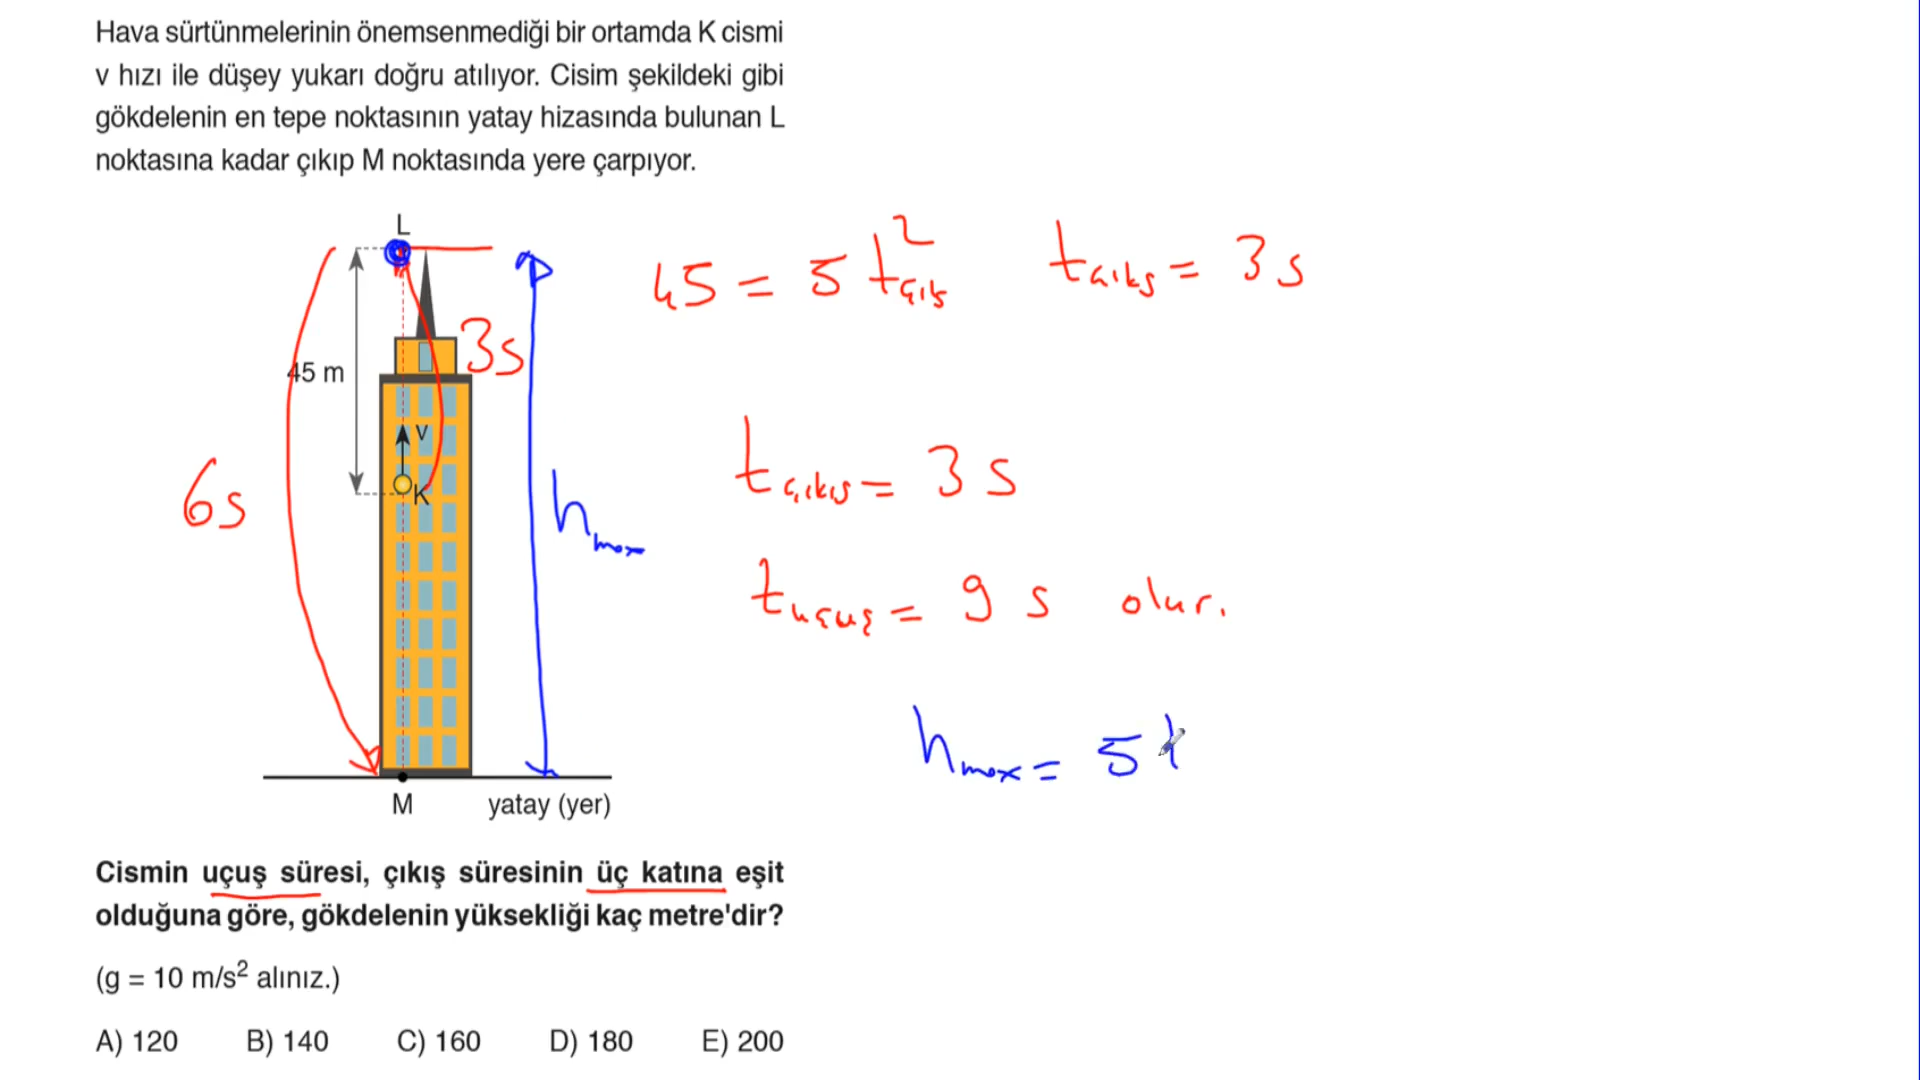 Hava sürtünmelerinin önemsenmediği bir ortamda K cismi
v hızı ile düşey yukarı doğru atılıyor. Cisim şekildeki gibi
gökdelenin en tepe noktasının yatay hizasında bulunan L
noktasına kadar çıkıp M noktasında yere çarpıyor.
L
45 = 5 t²çıkış
tçıkış = 3 s
3s
45 m
v
K
6s
hmax
tçıkış = 3 s
tuçuş = 9 s olur.
hmax = 5 t
M
yatay (yer)
Cismin uçuş süresi, çıkış süresinin üç katına eşit
olduğuna göre, gökdelenin yüksekliği kaç metre'dir?
(g = 10 m/s² alınız.)
A) 120 B) 140 C) 160 D) 180 E) 200